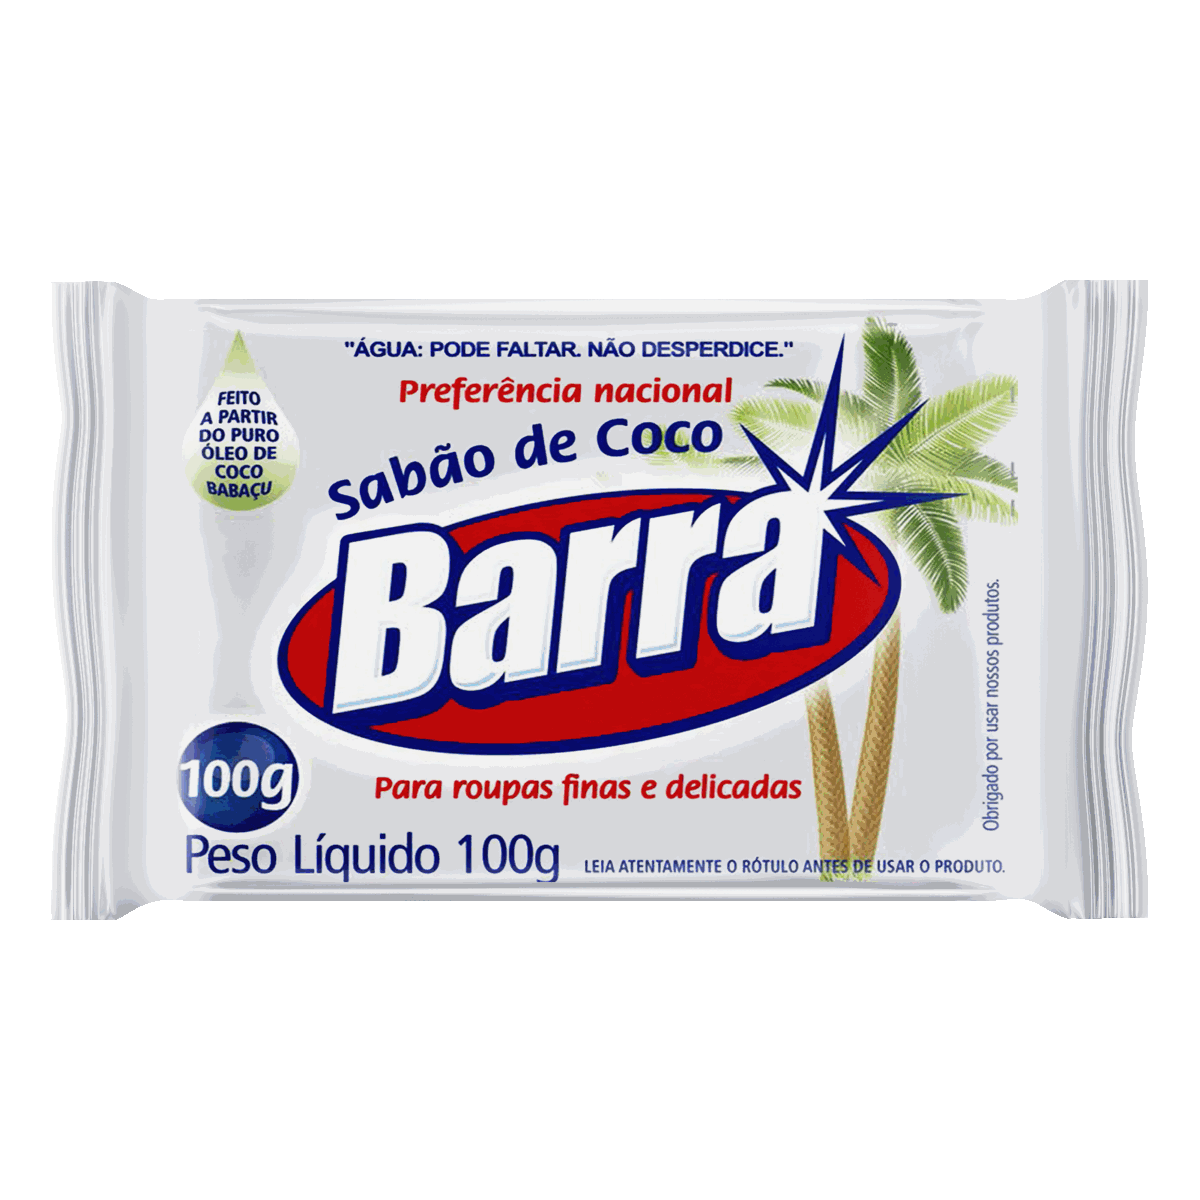 "ÁGUA: PODE FALTAR. NÃO DESPERDICE."
Preferência nacional
Sabão de Coco
Barra
FEITO
A PARTIR
DO PURO
ÓLEO DE
COCO
BABAÇU
Para roupas finas e delicadas
100g
Peso Líquido 100g
LEIA ATENTAMENTE O RÓTULO ANTES DE USAR O PRODUTO.
Obrigado por usar nossos produtos.